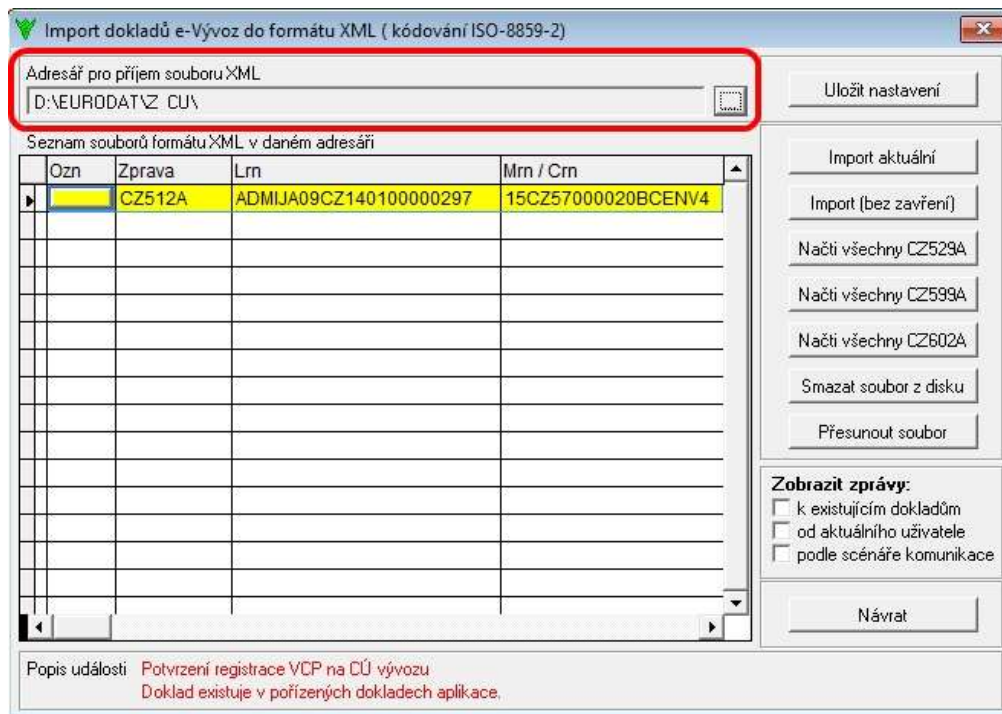 Import dokladů e-Vývoz do formátu XML ( kódování ISO-8859-2)
Adresář pro příjem souboru XML
D:\EURODAT\Z_CU\
...
Uložit nastavení
Seznam souborů formátu XML v daném adresáři
Ozn Zprava Lrn Mrn / Crn
CZ512A ADMIJA09CZ140100000297 15CZ57000020BCENV4
Import aktuální
Import (bez zavření)
Načti všechny CZ529A
Načti všechny CZ599A
Načti všechny CZ602A
Smazat soubor z disku
Přesunout soubor
Zobrazit zprávy:
k existujícím dokladům
od aktuálního uživatele
podle scénáře komunikace
Návrat
Popis události Potvrzení registrace VCP na CÚ vývozu
Doklad existuje v pořízených dokladech aplikace.